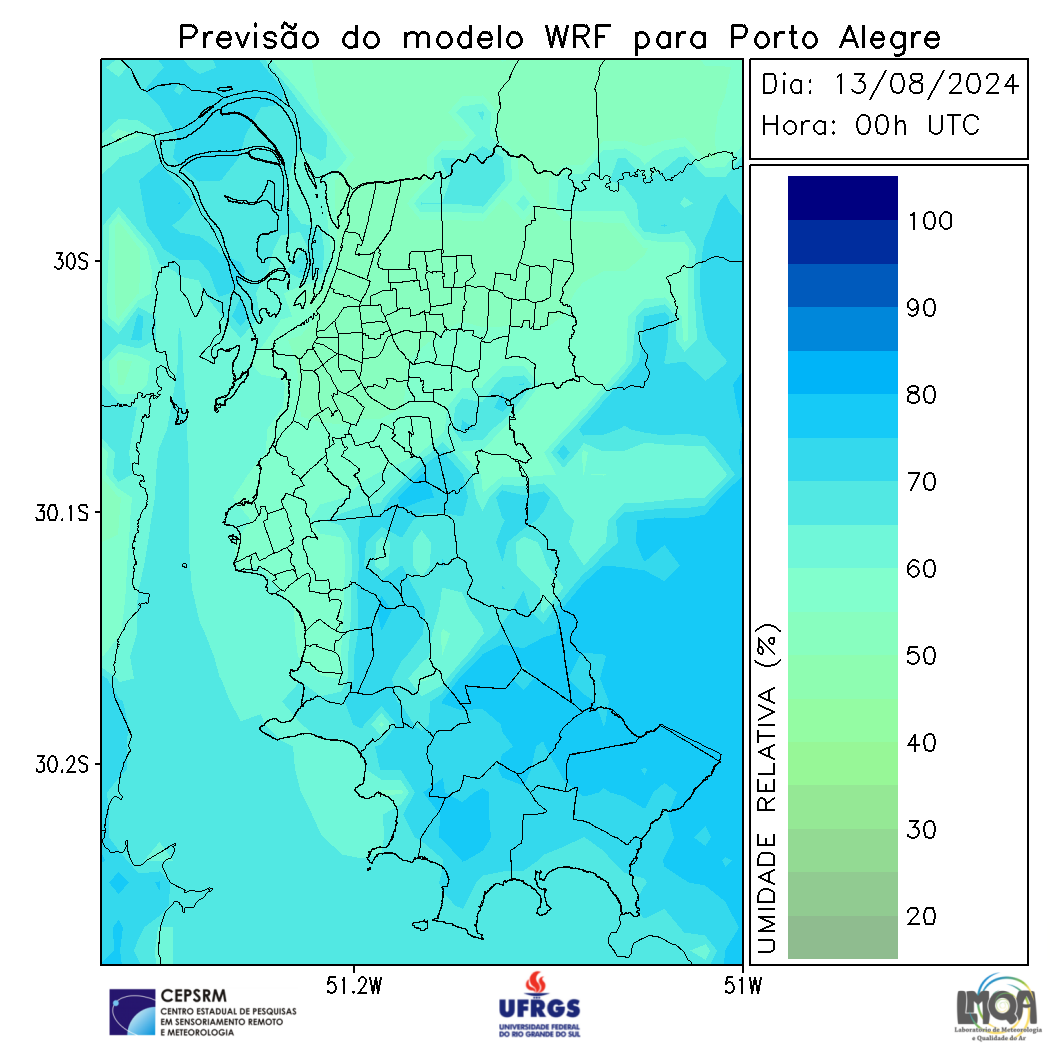 Previsão do modelo WRF para Porto Alegre
Dia: 13/08/2024
Hora: 00h UTC
30S
30.1S
30.2S
51.2W
51W
UMIDADE RELATIVA (%)
100
90
80
70
60
50
40
30
20
CEPSRM
CENTRO ESTADUAL DE PESQUISAS
EM SENSORIAMENTO REMOTO
E METEOROLOGIA
UFRGS
UNIVERSIDADE FEDERAL
DO RIO GRANDE DO SUL
LMQA
Laboratório de Meteorologia
e Qualidade do Ar